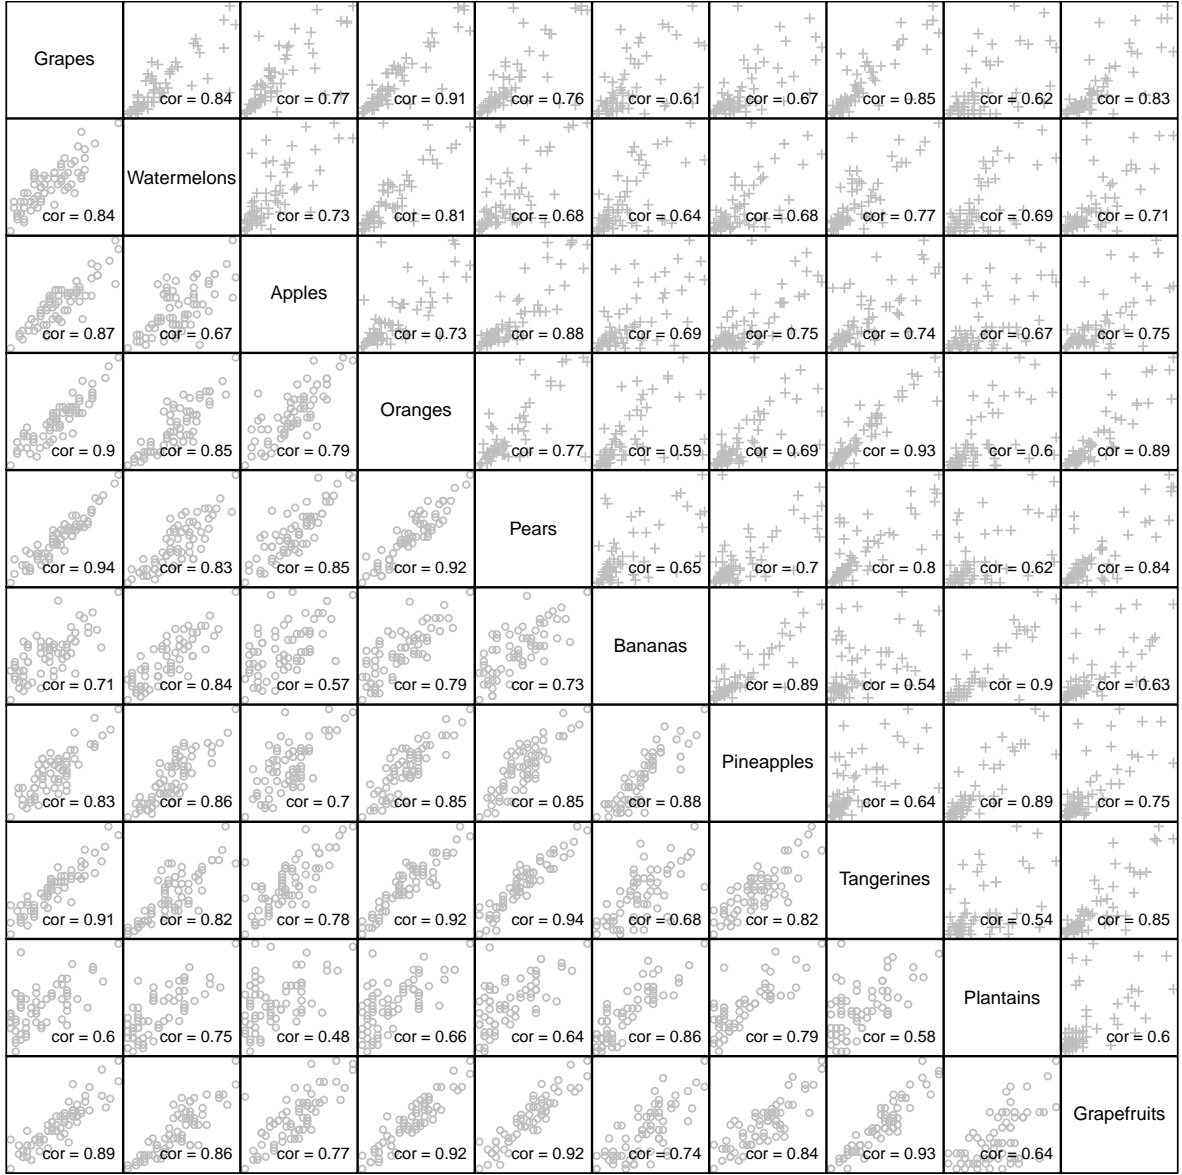 Grapes cor = 0.84 cor = 0.77 cor = 0.91 cor = 0.76 cor = 0.61 cor = 0.67 cor = 0.85 cor = 0.62 cor = 0.83
cor = 0.84 Watermelons cor = 0.73 cor = 0.81 cor = 0.68 cor = 0.64 cor = 0.68 cor = 0.77 cor = 0.69 cor = 0.71
cor = 0.87 cor = 0.67 Apples cor = 0.73 cor = 0.88 cor = 0.69 cor = 0.75 cor = 0.74 cor = 0.67 cor = 0.75
cor = 0.9 cor = 0.85 cor = 0.79 Oranges cor = 0.77 cor = 0.59 cor = 0.69 cor = 0.93 cor = 0.6 cor = 0.89
cor = 0.94 cor = 0.83 cor = 0.85 cor = 0.92 Pears cor = 0.65 cor = 0.7 cor = 0.8 cor = 0.62 cor = 0.84
cor = 0.71 cor = 0.84 cor = 0.57 cor = 0.79 cor = 0.73 Bananas cor = 0.89 cor = 0.54 cor = 0.9 cor = 0.63
cor = 0.83 cor = 0.86 cor = 0.7 cor = 0.85 cor = 0.85 cor = 0.88 Pineapples cor = 0.64 cor = 0.89 cor = 0.75
cor = 0.91 cor = 0.82 cor = 0.78 cor = 0.92 cor = 0.94 cor = 0.68 cor = 0.82 Tangerines cor = 0.54 cor = 0.85
cor = 0.6 cor = 0.75 cor = 0.48 cor = 0.66 cor = 0.64 cor = 0.86 cor = 0.79 cor = 0.58 Plantains cor = 0.6
cor = 0.89 cor = 0.86 cor = 0.77 cor = 0.92 cor = 0.92 cor = 0.74 cor = 0.84 cor = 0.93 cor = 0.64 Grapefruits